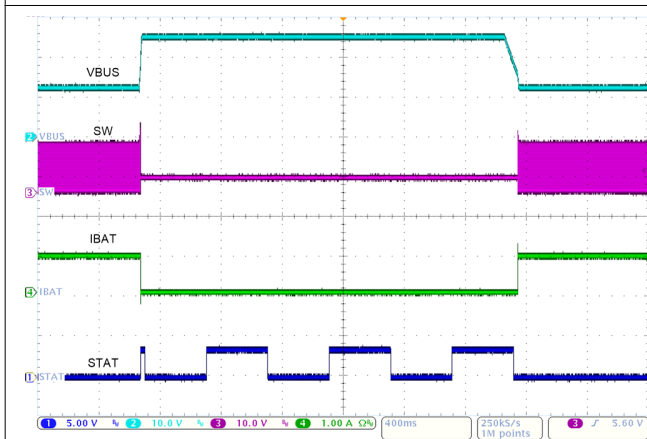 VBUS
2 VBUS
SW
3 SW
IBAT
4 IBAT
STAT
1 STAT
1 5.00 V 2 10.0 V 3 10.0 V 4 1.00 A Ω
400ms
250kS/s
1M points
3 5.60 V